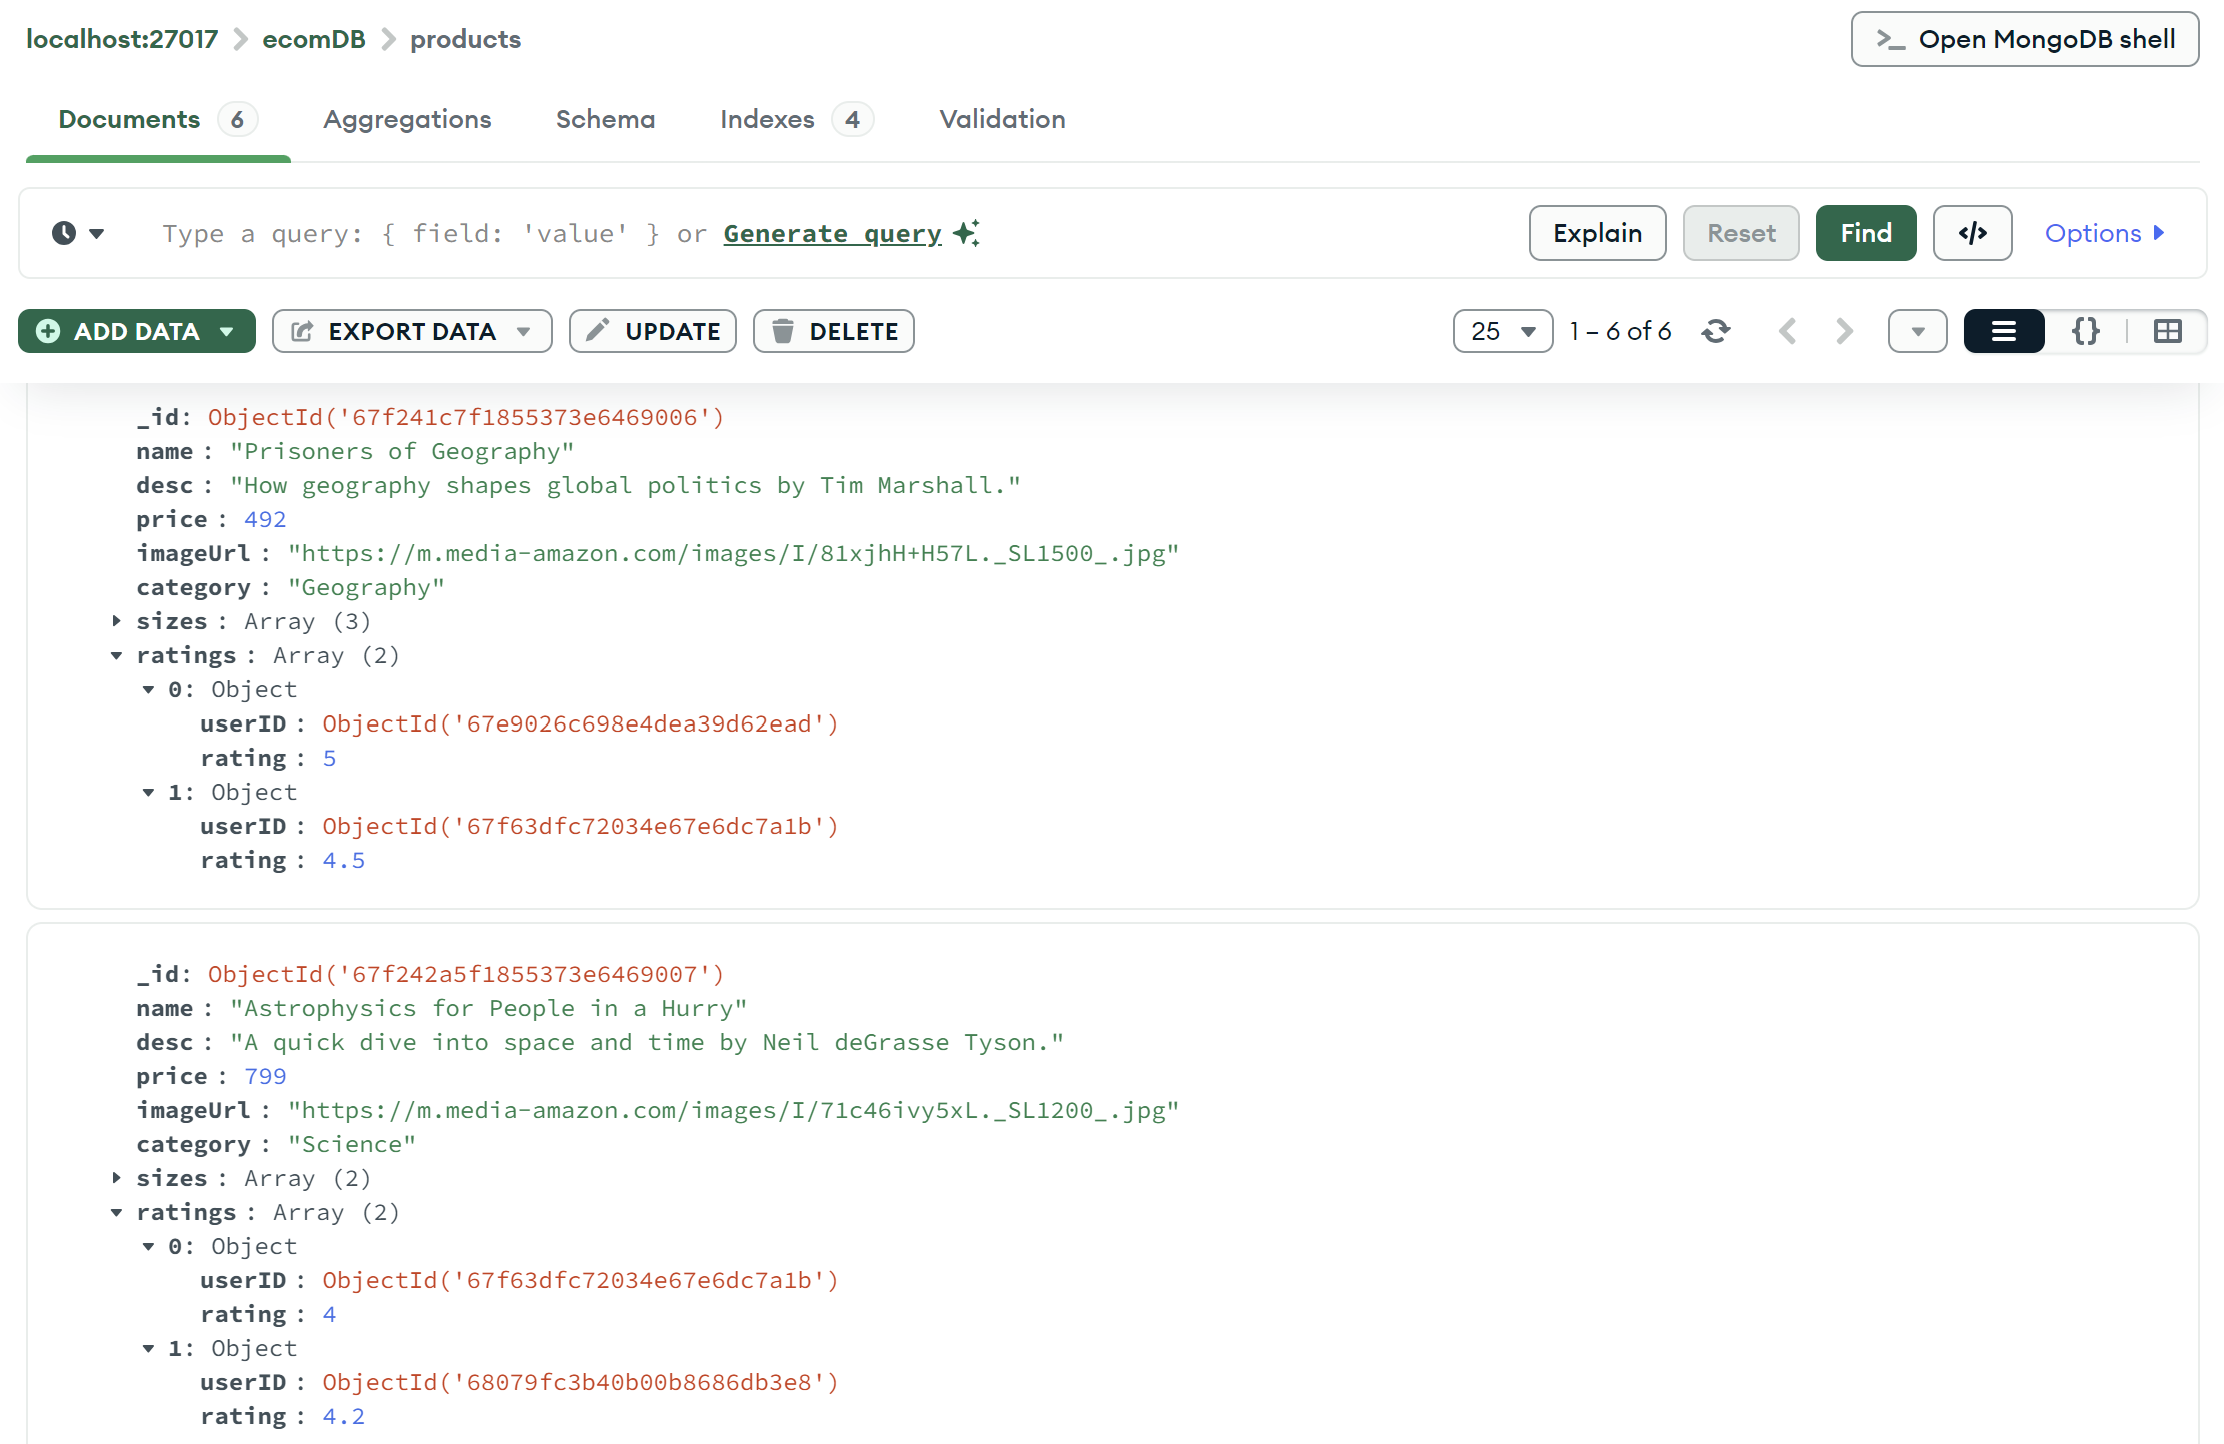 localhost:27017 > ecomDB > products
>_ Open MongoDB shell
Documents 6 Aggregations Schema Indexes 4 Validation
Type a query: { field: 'value' } or Generate query
Explain Reset Find </> Options
ADD DATA EXPORT DATA UPDATE DELETE
25 1 – 6 of 6 {}
_id: ObjectId('67f241c7f1855373e6469006')
name : "Prisoners of Geography"
desc : "How geography shapes global politics by Tim Marshall."
price : 492
imageUrl : "https://m.media-amazon.com/images/I/81xjhH+H57L._SL1500_.jpg"
category : "Geography"
sizes : Array (3)
ratings : Array (2)
0: Object
userID : ObjectId('67e9026c698e4dea39d62ead')
rating : 5
1: Object
userID : ObjectId('67f63dfc72034e67e6dc7a1b')
rating : 4.5
_id: ObjectId('67f242a5f1855373e6469007')
name : "Astrophysics for People in a Hurry"
desc : "A quick dive into space and time by Neil deGrasse Tyson."
price : 799
imageUrl : "https://m.media-amazon.com/images/I/71c46ivy5xL._SL1200_.jpg"
category : "Science"
sizes : Array (2)
ratings : Array (2)
0: Object
userID : ObjectId('67f63dfc72034e67e6dc7a1b')
rating : 4
1: Object
userID : ObjectId('68079fc3b40b00b8686db3e8')
rating : 4.2